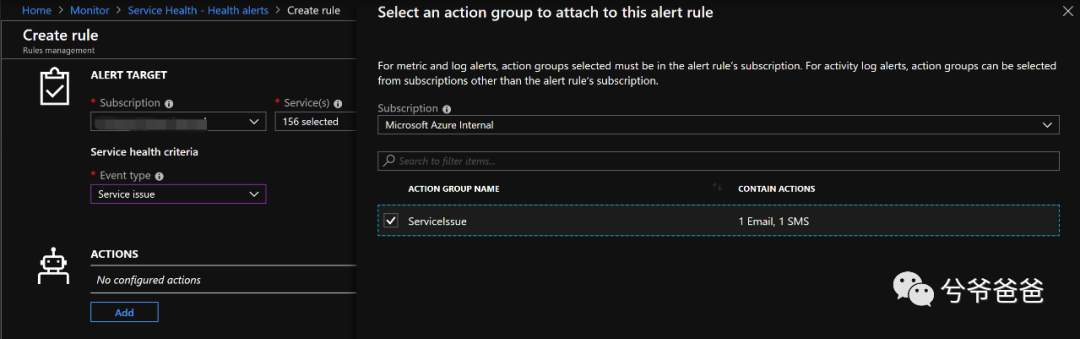 Home > Monitor > Service Health - Health alerts > Create rule
Create rule
Rules management
ALERT TARGET
* Subscription
* Service(s)
156 selected
Service health criteria
* Event type
Service issue
ACTIONS
No configured actions
Add
Select an action group to attach to this alert rule
For metric and log alerts, action groups selected must be in the alert rule's subscription. For activity log alerts, action groups can be selected
from subscriptions other than the alert rule's subscription.
Subscription
Microsoft Azure Internal
Search to filter items...
ACTION GROUP NAME CONTAIN ACTIONS
ServiceIssue 1 Email, 1 SMS
兮爷爸爸